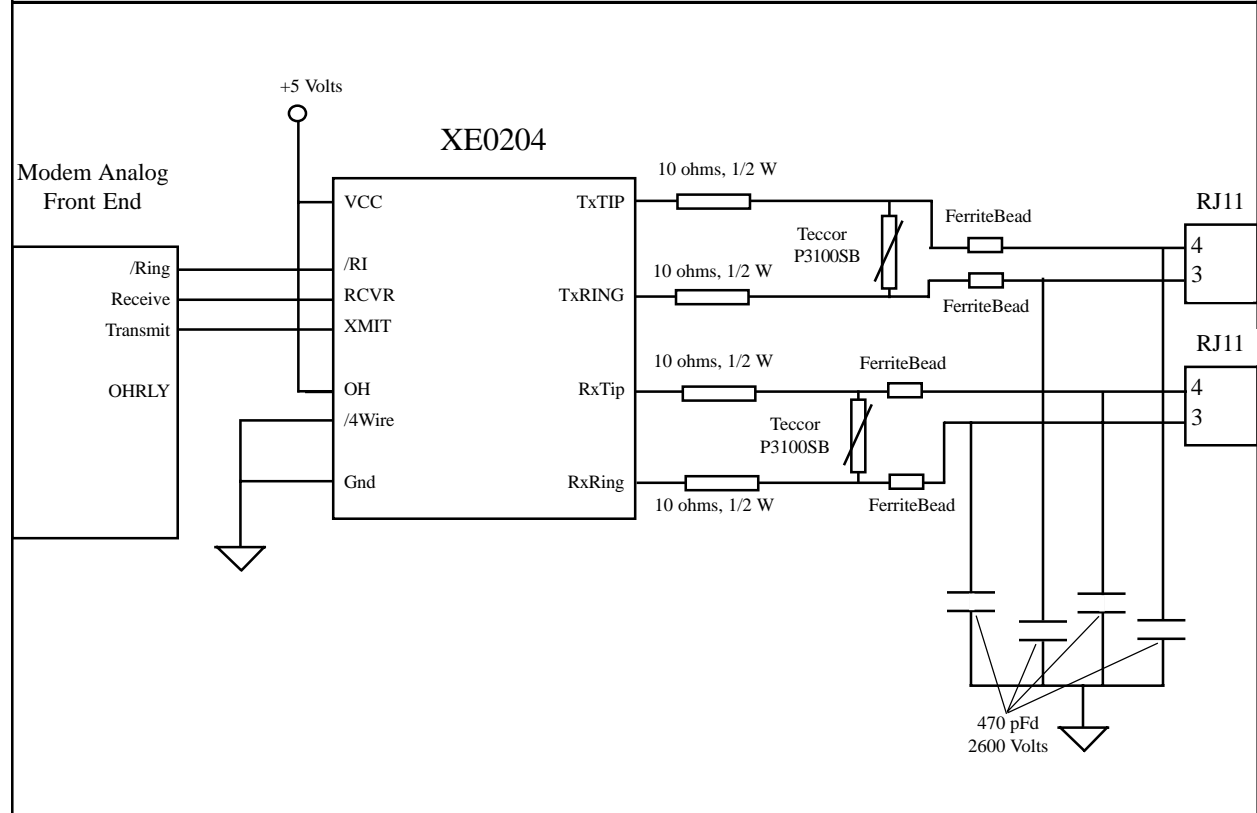 +5 Volts
XE0204
Modem Analog
Front End
/Ring
Receive
Transmit
OHRLY
VCC
/RI
RCVR
XMIT
OH
/4Wire
Gnd
TxTIP
TxRING
RxTip
RxRing
10 ohms, 1/2 W
Teccor
P3100SB
10 ohms, 1/2 W
FerriteBead
FerriteBead
RJ11
4
3
10 ohms, 1/2 W
Teccor
P3100SB
10 ohms, 1/2 W
FerriteBead
FerriteBead
RJ11
4
3
470 pFd
2600 Volts